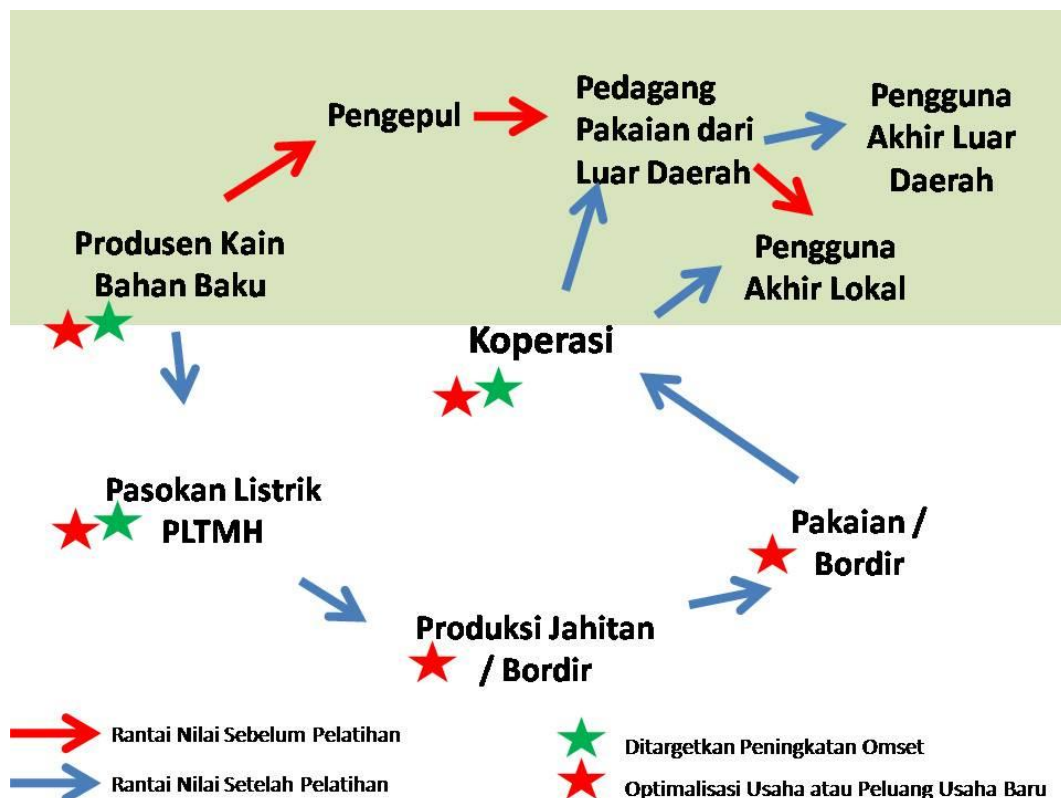 Pengepul
Pedagang
Pakaian dari
Luar Daerah
Pengguna
Akhir Luar
Daerah
Produsen Kain
Bahan Baku
Pengguna
Akhir Lokal
Koperasi
Pasokan Listrik
PLTMH
Pakaian /
Bordir
Produksi Jahitan
/ Bordir
Rantai Nilai Sebelum Pelatihan
Rantai Nilai Setelah Pelatihan
Ditargetkan Peningkatan Omset
Optimalisasi Usaha atau Peluang Usaha Baru